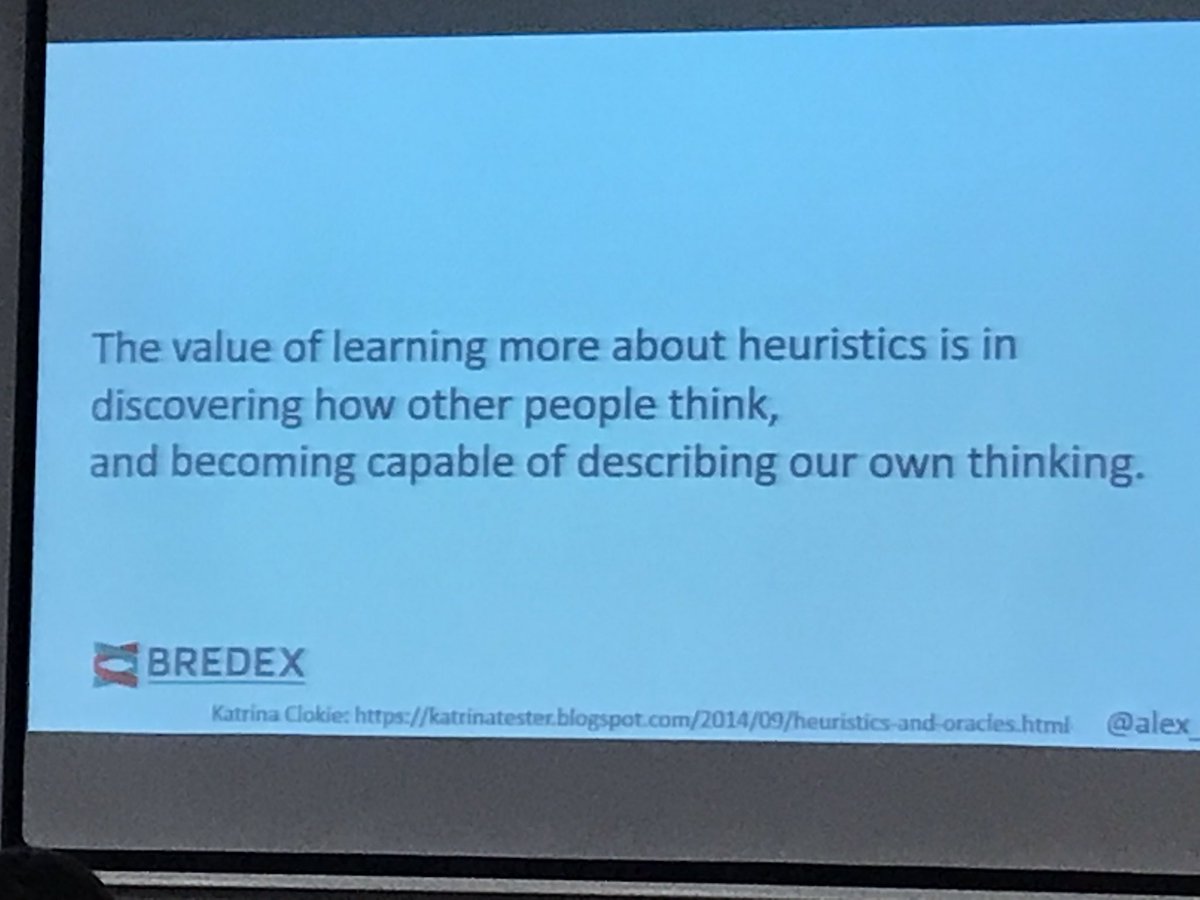 The value of learning more about heuristics is in
discovering how other people think,
and becoming capable of describing our own thinking.
BREDEX
Katrina Clokie: https://katrinatester.blogspot.com/2014/09/heuristics-and-oracles.html @alex_